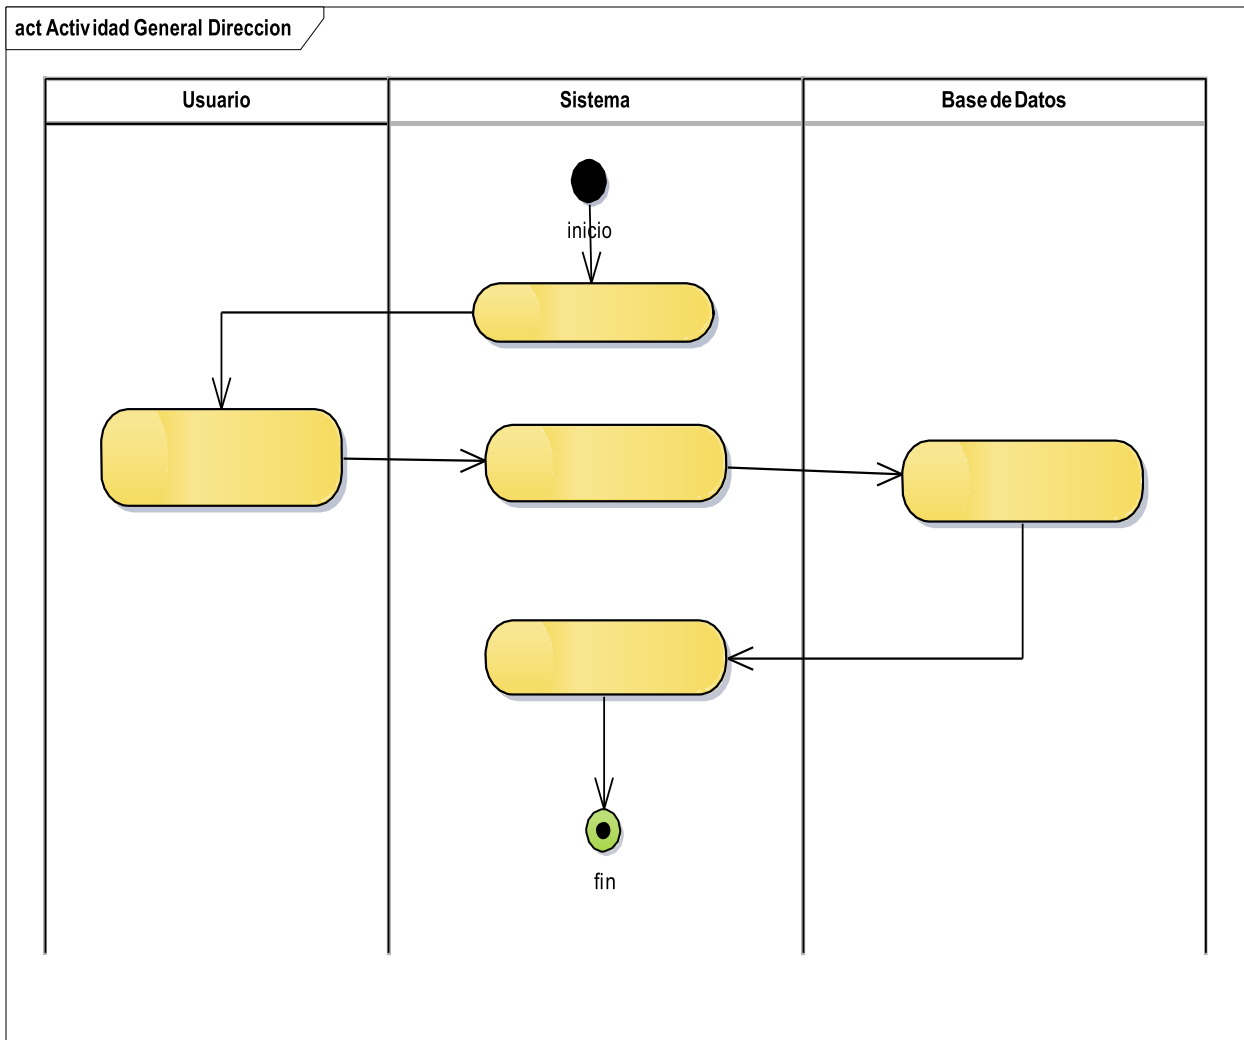 act Actividad General Direccion
Usuario
Sistema
Base de Datos
inicio
fin